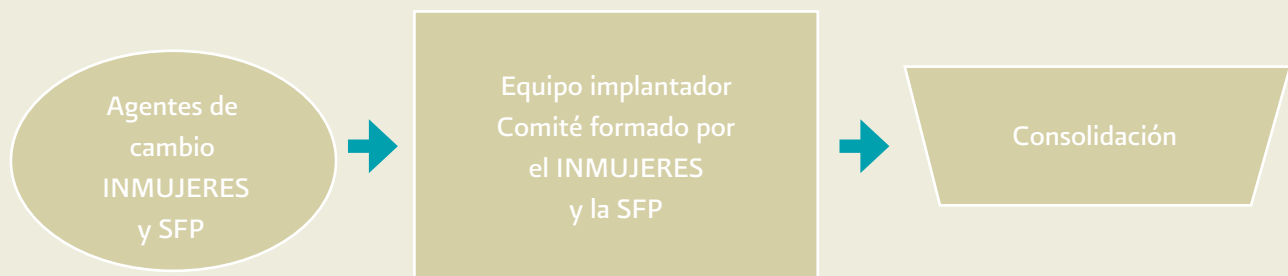 Agentes de
cambio
INMUJERES
y SFP
Equipo implantador
Comité formado por
el INMUJERES
y la SFP
Consolidación